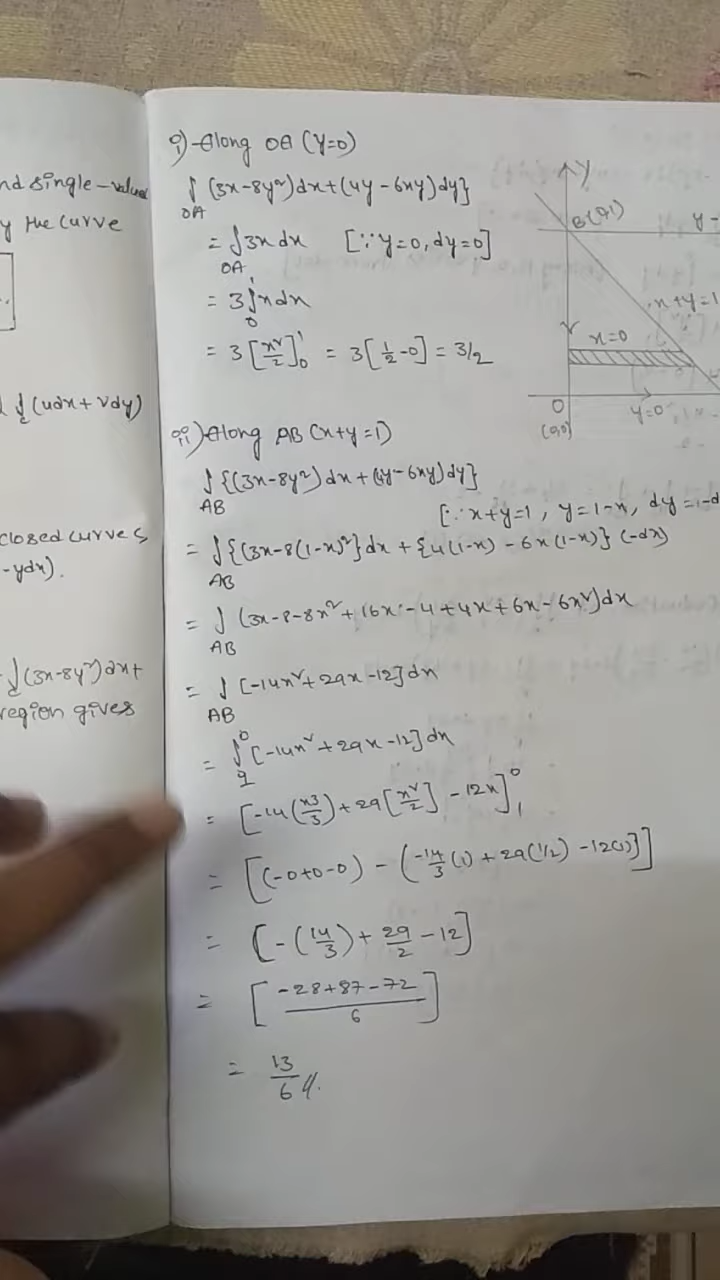 nd single-valued
y the curve
∮(udx+vdy)
c
closed curves
-ydx).
∫(3x-8y²)dx+
c
region gives
i) Along OA (y=0)
∫ (3x-8y²)dx+(4y-6xy)dy}
OA
= ∫3xdx [∵y=0, dy=0]
OA
= 3∫₀¹xdx
= 3[x²/2]₀¹ = 3[1/2-0] = 3/2
Y
B(0,1)
y=
x+y=1
x=0
O
(0,0)
y=0
ii) Along AB (x+y=1)
∫{(3x-8y²)dx+(4y-6xy)dy}
AB
[∵x+y=1, y=1-x, dy=-d
= ∫{(3x-8(1-x)²}dx + {4(1-x) - 6x(1-x)} (-dx)
AB
= ∫ (3x-8-8x²+16x-4+4x+6x-6x²)dx
AB
= ∫ [-14x²+29x-12]dx
AB
= ∫₁⁰[-14x²+29x-12]dx
= [-14(x³/3)+29[x²/2]-12x]₁⁰
= [(-0+0-0) - (-14/3(1)+29(1/2)-12(1)]]
= [-(14/3)+29/2-12]
= [-28+87-72/6]
= 13/6 //.